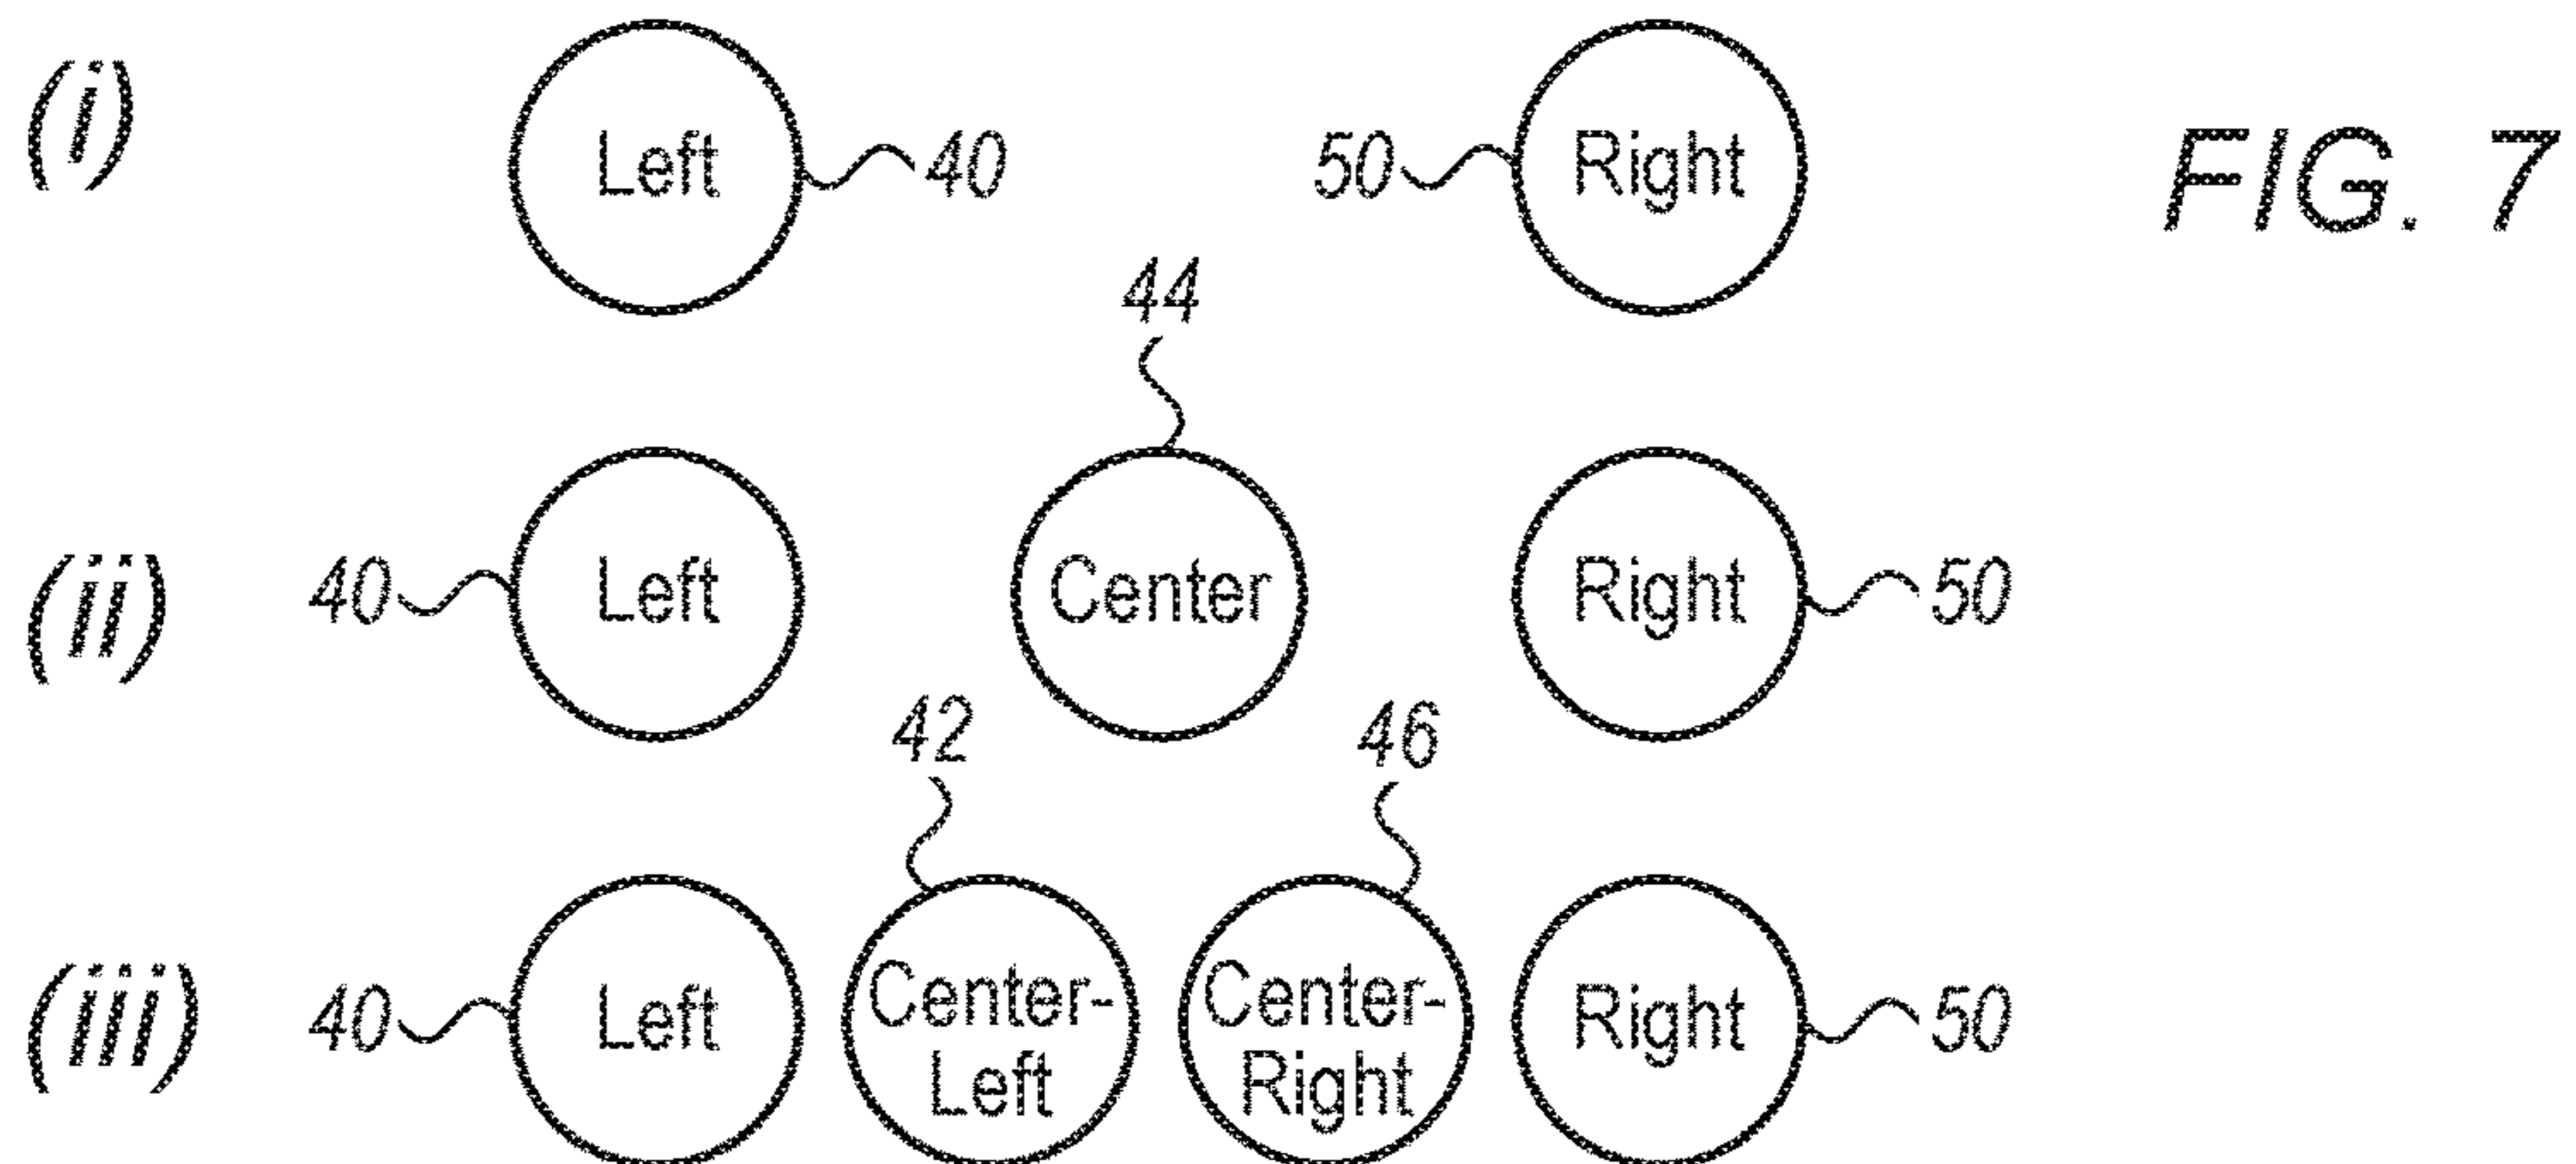 (i)
Left
40
50
Right
FIG. 7
44
(ii)
40
Left
Center
Right
50
42
46
(iii)
40
Left
Center-
Left
Center-
Right
Right
50